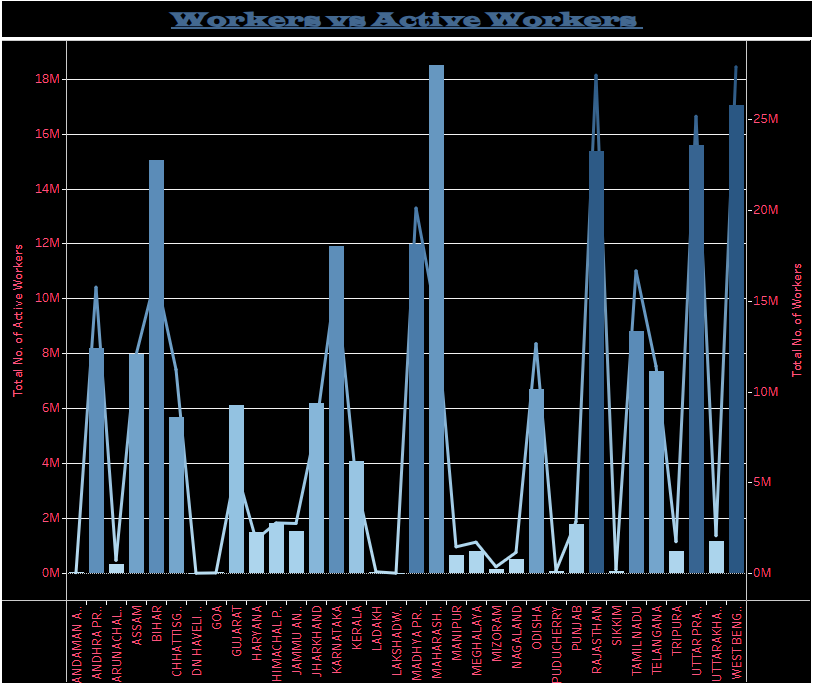 Workers vs Active Workers
Total No. of Active Workers
18M
16M
14M
12M
10M
8M
6M
4M
2M
0M
25M
20M
15M
10M
5M
0M
Total No. of Workers
ANDAMAN A..
ANDHRA PR..
ARUNACHAL..
ASSAM
BIHAR
CHHATTISG..
DN HAVELI ..
GOA
GUJARAT
HARYANA
HIMACHAL P..
JAMMU AN..
JHARKHAND
KARNATAKA
KERALA
LADAKH
LAKSHADW..
MADHYA PR..
MAHARASH..
MANIPUR
MEGHALAYA
MIZORAM
NAGALAND
ODISHA
PUDUCHERRY
PUNJAB
RAJASTHAN
SIKKIM
TAMIL NADU
TELANGANA
TRIPURA
UTTAR PRA..
UTTARAKHA..
WEST BENG..